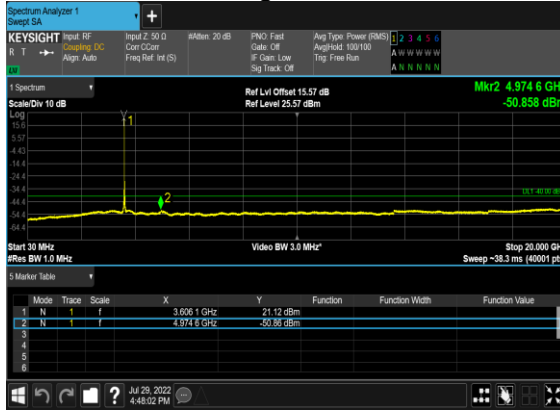 Spectrum Analyzer 1
Swept SA
+
KEYSIGHT Input: RF Input Z: 50 Ω #Atten: 20 dB PNO: Fast Avg Type: Power (RMS) 1 2 3 4 5 6
R T Coupling: DC Corr CCorr Gate: Off Avg|Hold: 100/100 A W W W W W
Align: Auto Freq Ref: Int (S) IF Gain: Low Trig: Free Run
Sig Track: Off A N N N N N
1 Spectrum
Ref Lvl Offset 15.57 dB Mkr2 4.974 6 GH
Scale/Div 10 dB Ref Level 25.57 dBm -50.858 dB
Log
15.6
1
5.57
-4.43
-14.4
-24.4
-34.4
2
-44.4
-54.4
-64.4
Start 30 MHz Video BW 3.0 MHz* Stop 20.000 GH
#Res BW 1.0 MHz Sweep ~38.3 ms (40001 pt
5 Marker Table
Mode Trace Scale X Y Function Function Width Function Value
1 N 1 f 3.606 1 GHz 21.12 dBm
2 N 1 f 4.974 6 GHz -50.86 dBm
3
4
5
6
? Jul 29, 2022
4:48:02 PM